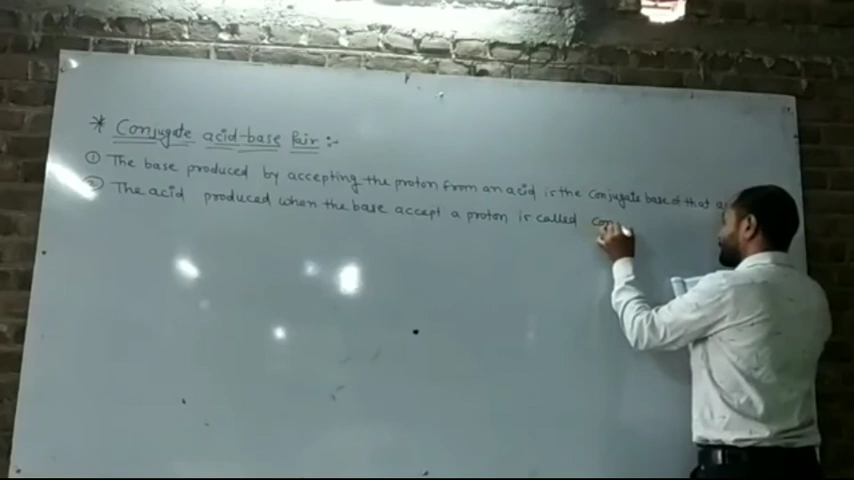 * Conjugate acid-base Pair :-
① The base produced by accepting the proton from an acid is the conjugate base of that
② The acid produced when the base accept a proton is called con